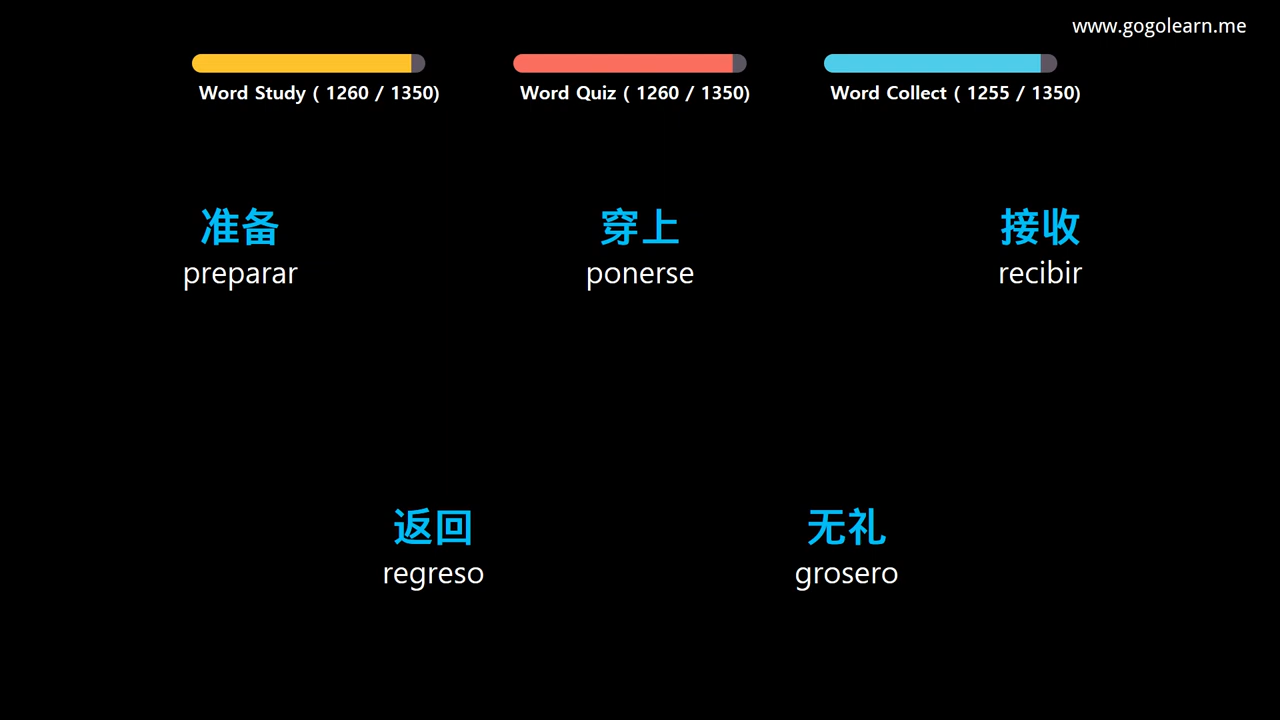 www.gogolearn.me
Word Study ( 1260 / 1350)
Word Quiz ( 1260 / 1350)
Word Collect ( 1255 / 1350)
准备
preparar
穿上
ponerse
接收
recibir
返回
regreso
无礼
grosero